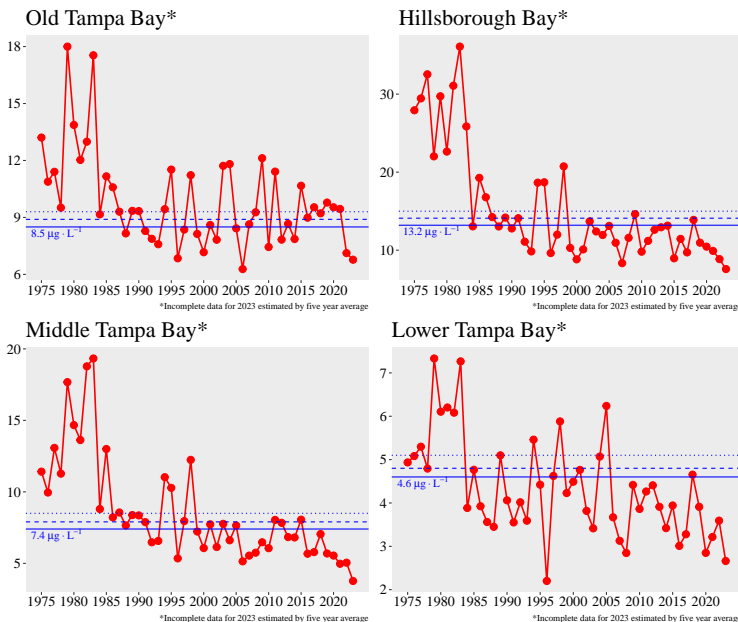 Old Tampa Bay*
18
15
12
9
6
8.5 μg · L⁻¹
1975 1980 1985 1990 1995 2000 2005 2010 2015 2020
*Incomplete data for 2023 estimated by five year average
Hillsborough Bay*
30
20
10
13.2 μg · L⁻¹
1975 1980 1985 1990 1995 2000 2005 2010 2015 2020
*Incomplete data for 2023 estimated by five year average
Middle Tampa Bay*
20
15
10
5
7.4 μg · L⁻¹
1975 1980 1985 1990 1995 2000 2005 2010 2015 2020
*Incomplete data for 2023 estimated by five year average
Lower Tampa Bay*
7
6
5
4
3
2
4.6 μg · L⁻¹
1975 1980 1985 1990 1995 2000 2005 2010 2015 2020
*Incomplete data for 2023 estimated by five year average